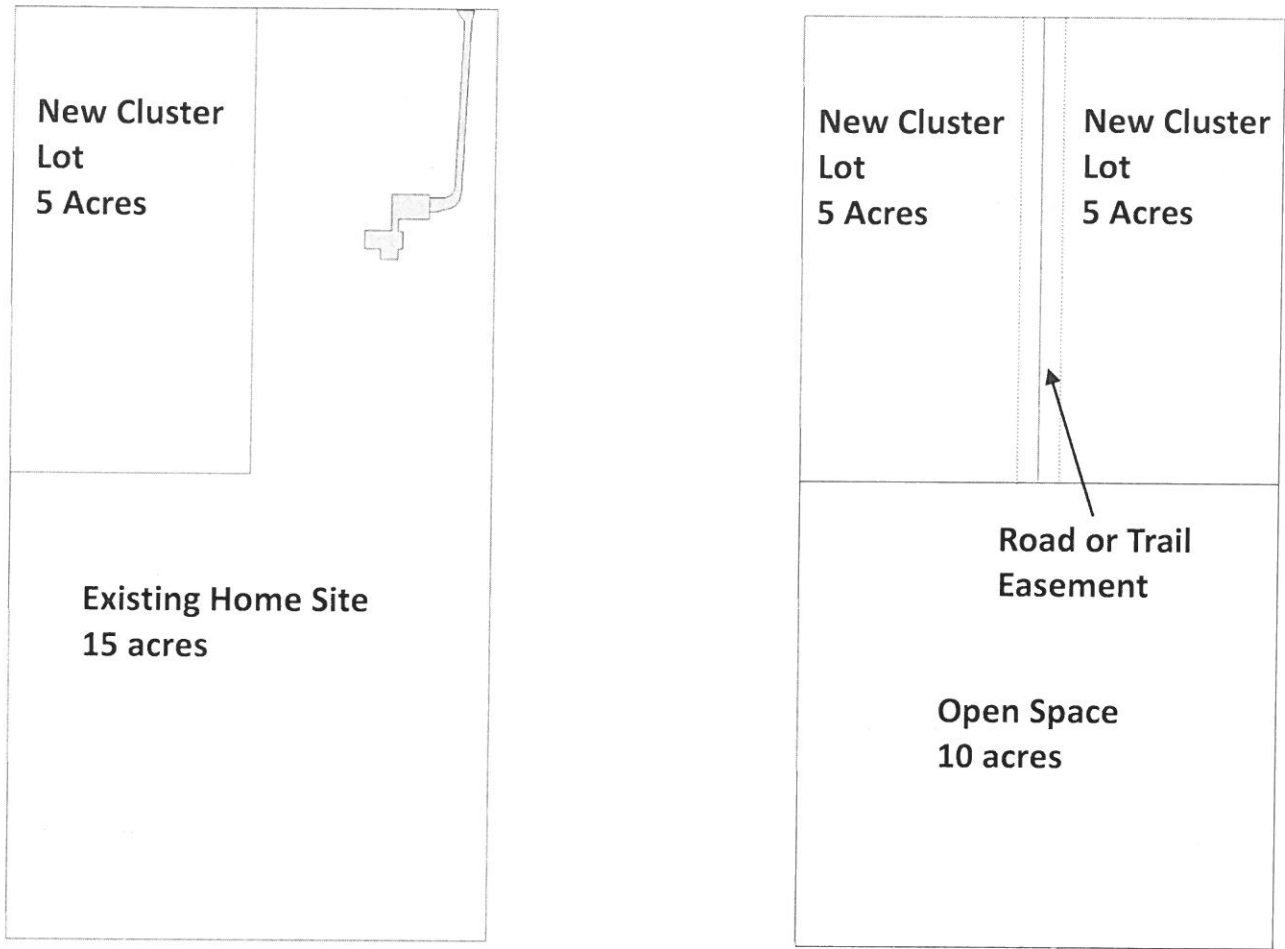 New Cluster
Lot
5 Acres
Existing Home Site
15 acres
New Cluster
Lot
5 Acres
New Cluster
Lot
5 Acres
Road or Trail
Easement
Open Space
10 acres